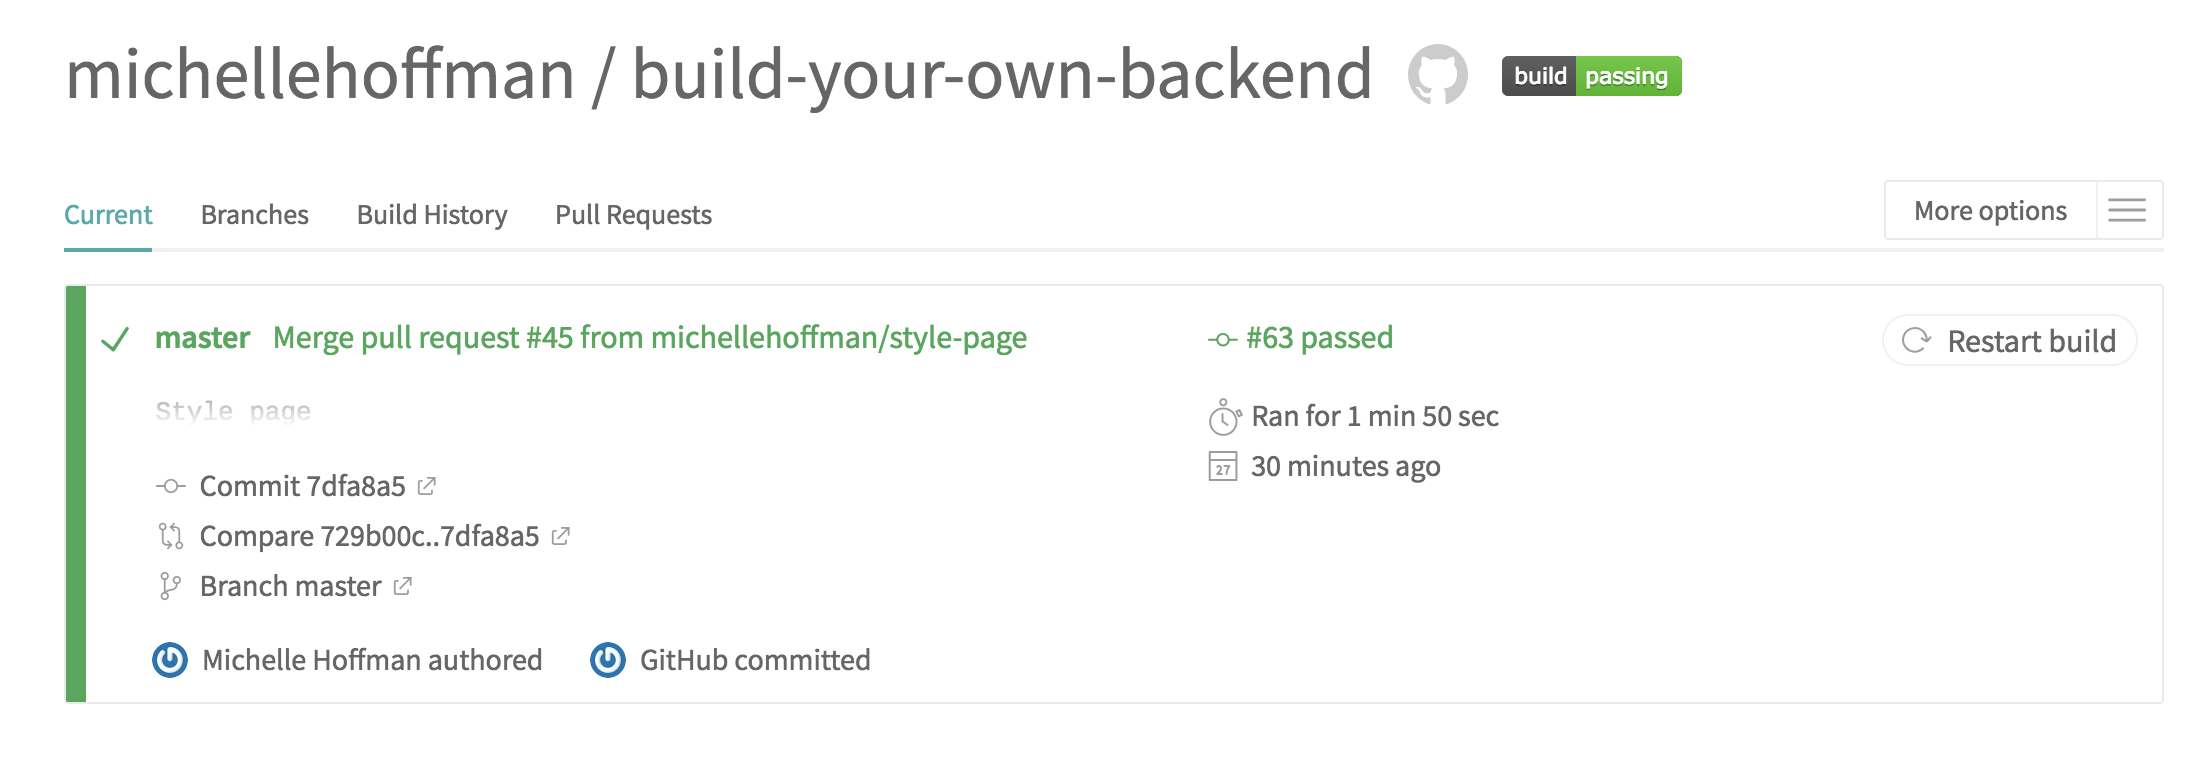 michellehoffman / build-your-own-backend build passing
Current Branches Build History Pull Requests More options
master Merge pull request #45 from michellehoffman/style-page #63 passed Restart build
Style page Ran for 1 min 50 sec
27 30 minutes ago
Commit 7dfa8a5
Compare 729b00c..7dfa8a5
Branch master
Michelle Hoffman authored GitHub committed